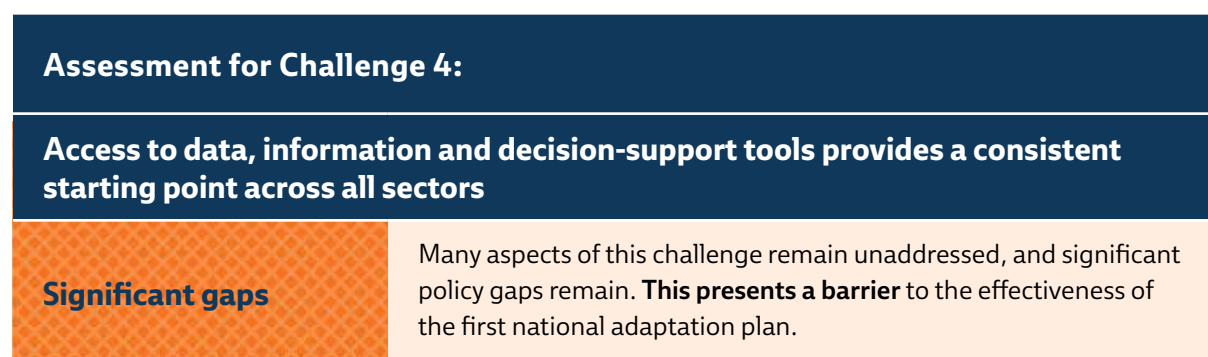 Assessment for Challenge 4:
Access to data, information and decision-support tools provides a consistent
starting point across all sectors
Significant gaps
Many aspects of this challenge remain unaddressed, and significant
policy gaps remain. This presents a barrier to the effectiveness of
the first national adaptation plan.